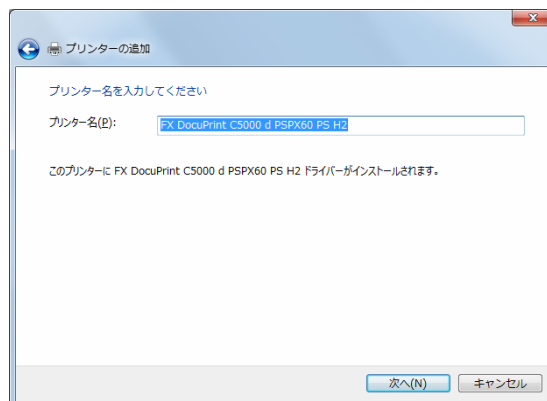 プリンターの追加
プリンター名を入力してください
プリンター名(P): FX DocuPrint C5000 d PSPX60 PS H2
このプリンターに FX DocuPrint C5000 d PSPX60 PS H2 ドライバーがインストールされます。
次へ(N) キャンセル